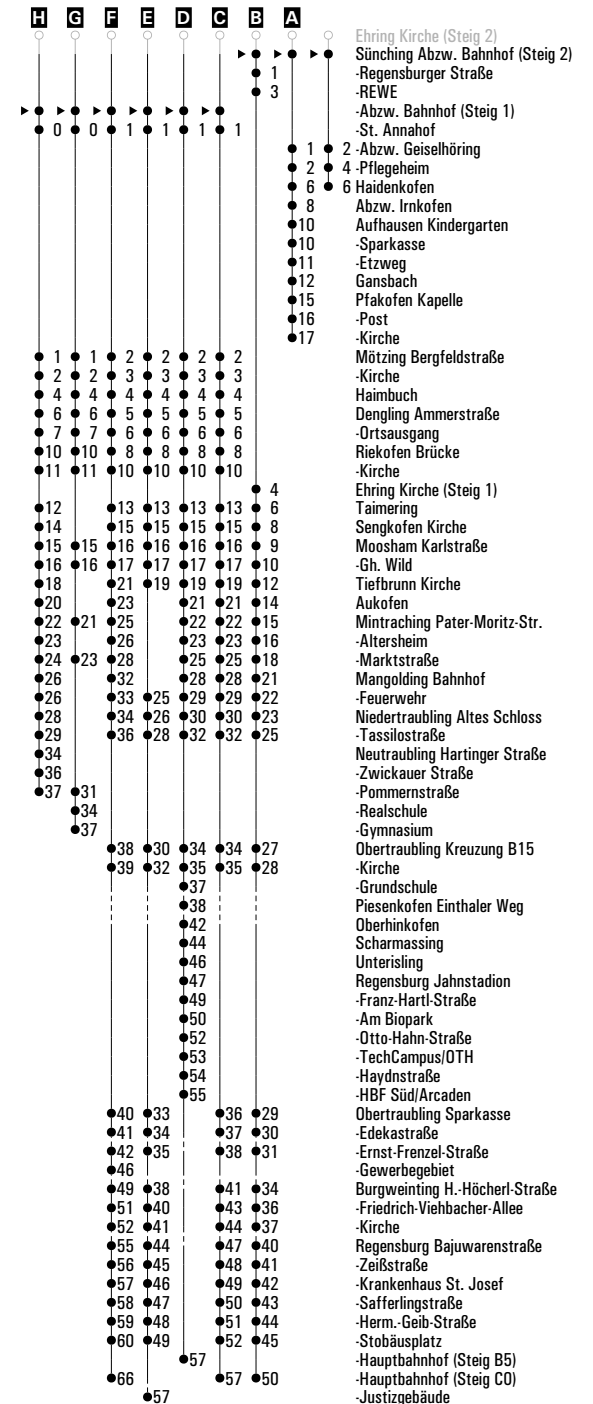 H G F E D C B A
Ehring Kirche (Steig 2)
Sünching Abzw. Bahnhof (Steig 2)
1 -Regensburger Straße
3 -REWE
-Abzw. Bahnhof (Steig 1)
0 0 1 1 1 1 -St. Annahof
1 2 -Abzw. Geiselhöring
2 4 -Pflegeheim
6 6 Haidenkofen
8 Abzw. Irnkofen
10 Aufhausen Kindergarten
10 -Sparkasse
11 -Etzweg
12 Gansbach
15 Pfakofen Kapelle
16 -Post
17 -Kirche
1 1 2 2 2 2 Mötzing Bergfeldstraße
2 2 3 3 3 3 -Kirche
4 4 4 4 4 4 Haimbuch
6 6 5 5 5 5 Dengling Ammerstraße
7 7 6 6 6 6 -Ortsausgang
10 10 8 8 8 8 Riekofen Brücke
11 11 10 10 10 10 -Kirche
4 Ehring Kirche (Steig 1)
12 13 13 13 13 6 Taimering
14 15 15 15 15 8 Sengkofen Kirche
15 15 16 16 16 16 9 Moosham Karlstraße
16 16 17 17 17 17 10 -Gh. Wild
18 21 19 19 19 12 Tiefbrunn Kirche
20 23 21 21 14 Aukofen
22 21 25 22 22 15 Mintraching Pater-Moritz-Str.
23 26 23 23 16 -Altersheim
24 23 28 25 25 18 -Marktstraße
26 32 28 28 21 Mangolding Bahnhof
26 33 25 29 29 22 -Feuerwehr
28 34 26 30 30 23 Niedertraubling Altes Schloss
29 36 28 32 32 25 -Tassilostraße
34 Neutraubling Hartinger Straße
36 -Zwickauer Straße
37 31 -Pommernstraße
34 -Realschule
37 -Gymnasium
38 30 34 34 27 Obertraubling Kreuzung B15
39 32 35 35 28 -Kirche
37 -Grundschule
38 Piesenkofen Einthaler Weg
42 Oberhinkofen
44 Scharmassing
46 Unterisling
47 Regensburg Jahnstadion
49 -Franz-Hartl-Straße
50 -Am Biopark
52 -Otto-Hahn-Straße
53 -TechCampus/OTH
54 -Haydnstraße
55 -HBF Süd/Arcaden
40 33 36 29 Obertraubling Sparkasse
41 34 37 30 -Edekastraße
42 35 38 31 -Ernst-Frenzel-Straße
46 -Gewerbegebiet
49 38 41 34 Burgweinting H.-Höcherl-Straße
51 40 43 36 -Friedrich-Viehbacher-Allee
52 41 44 37 -Kirche
55 44 47 40 Regensburg Bajuwarenstraße
56 45 48 41 -Zeißstraße
57 46 49 42 -Krankenhaus St. Josef
58 47 50 43 -Safferlingstraße
59 48 51 44 -Herm.-Geib-Straße
60 49 52 45 -Stobäusplatz
57 -Hauptbahnhof (Steig B5)
66 57 50 -Hauptbahnhof (Steig C0)
57 -Justizgebäude